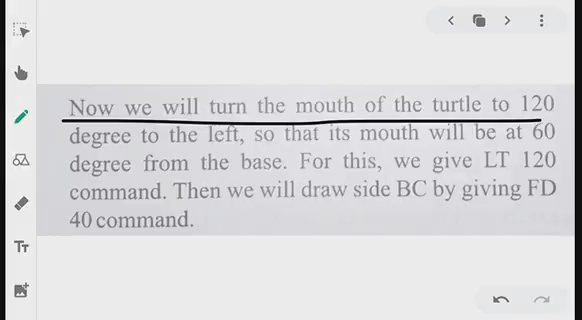 Now we will turn the mouth of the turtle to 120
degree to the left, so that its mouth will be at 60
degree from the base. For this, we give LT 120
command. Then we will draw side BC by giving FD
40 command.
TT